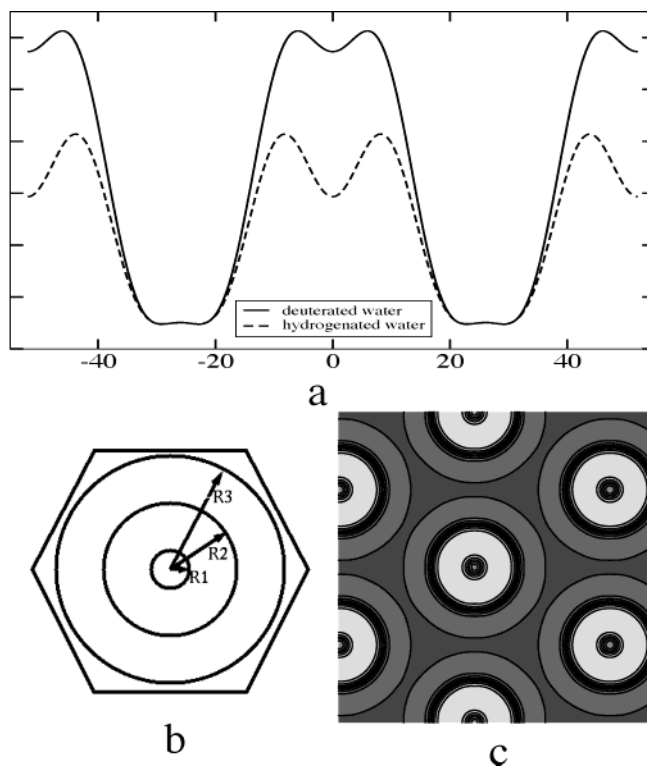 deuterated water
hydrogenated water
-40 -20 0 20 40
a
R3
R2
R1
b c